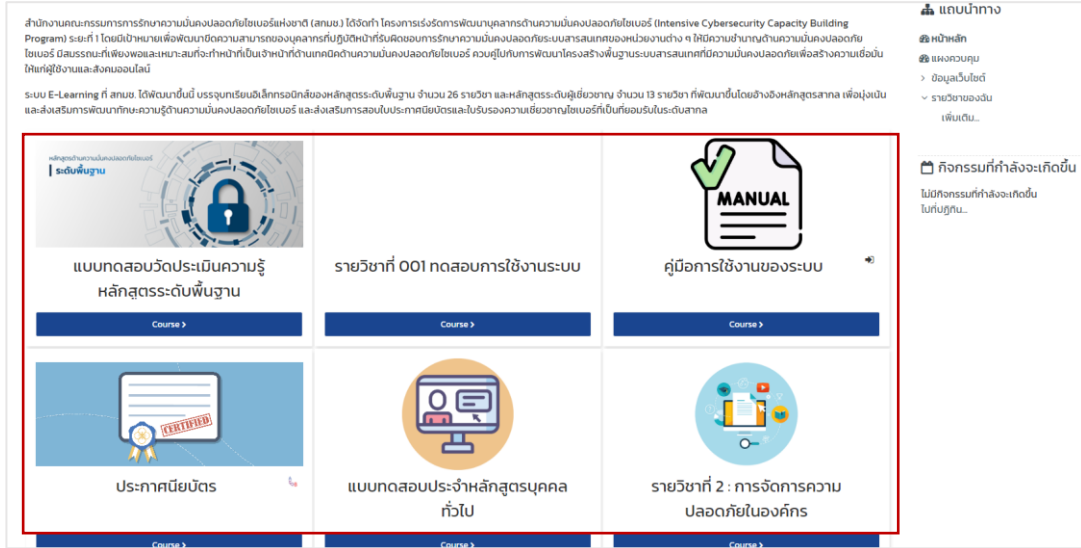 สำนักงานคณะกรรมการการรักษาความมั่นคงปลอดภัยไซเบอร์แห่งชาติ (สกมช.) ได้จัดทำ โครงการเร่งรัดการพัฒนาบุคลากรด้านความมั่นคงปลอดภัยไซเบอร์ (Intensive Cybersecurity Capacity Building
Program) ระยะที่ 1 โดยมีเป้าหมายเพื่อพัฒนาขีดความสามารถของบุคลากรที่ปฏิบัติหน้าที่รับผิดชอบการรักษาความมั่นคงปลอดภัยระบบสารสนเทศของหน่วยงานต่าง ๆ ให้มีความชำนาญด้านความมั่นคงปลอดภัย
ไซเบอร์ มีสมรรถนะที่เพียงพอและเหมาะสมที่จะทำหน้าที่เป็นเจ้าหน้าที่ด้านเทคนิคด้านความมั่นคงปลอดภัยไซเบอร์ ควบคู่ไปกับการพัฒนาโครงสร้างพื้นฐานระบบสารสนเทศที่มีความมั่นคงปลอดภัยเพื่อสร้างความเชื่อมั่น
ให้แก่ผู้ใช้งานและสังคมออนไลน์
ระบบ E-Learning ที่ สกมช. ได้พัฒนาขึ้นนี้ บรรจุบทเรียนอิเล็กทรอนิกส์ของหลักสูตรระดับพื้นฐาน จำนวน 26 รายวิชา และหลักสูตรระดับผู้เชี่ยวชาญ จำนวน 13 รายวิชา ที่พัฒนาขึ้นโดยอ้างอิงหลักสูตรสากล เพื่อมุ่งเน้น
และส่งเสริมการพัฒนาทักษะความรู้ด้านความมั่นคงปลอดภัยไซเบอร์ และส่งเสริมการสอบใบประกาศนียบัตรและใบรับรองความเชี่ยวชาญไซเบอร์ที่เป็นที่ยอมรับในระดับสากล
แถบนำทาง
หน้าหลัก
แผงควบคุม
ข้อมูลเว็บไซต์
รายวิชาของฉัน
เพิ่มเติม...
กิจกรรมที่กำลังจะเกิดขึ้น
ไม่มีกิจกรรมที่กำลังจะเกิดขึ้น
ไปที่ปฏิทิน...
หลักสูตรด้านความมั่นคงปลอดภัยไซเบอร์
ระดับพื้นฐาน
MANUAL
แบบทดสอบวัดประเมินความรู้
หลักสูตรระดับพื้นฐาน
รายวิชาที่ 001 ทดสอบการใช้งานระบบ
คู่มือการใช้งานของระบบ
Course
Course
Course
CERTIFIED
ประกาศนียบัตร
แบบทดสอบประจำหลักสูตรบุคคล
ทั่วไป
รายวิชาที่ 2 : การจัดการความ
ปลอดภัยในองค์กร
Course
Course
Course